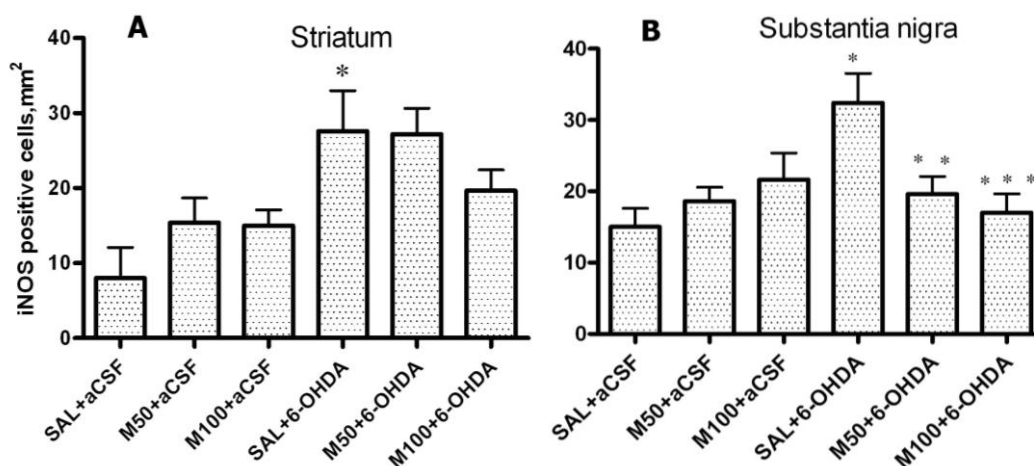 A
Striatum
iNOS positive cells,mm²
40
30
20
10
0
*
SAL+aCSF
M50+aCSF
M100+aCSF
SAL+6-OHDA
M50+6-OHDA
M100+6-OHDA
B
Substantia nigra
40
30
20
10
0
*
* *
* * *
SAL+aCSF
M50+aCSF
M100+aCSF
SAL+6-OHDA
M50+6-OHDA
M100+6-OHDA